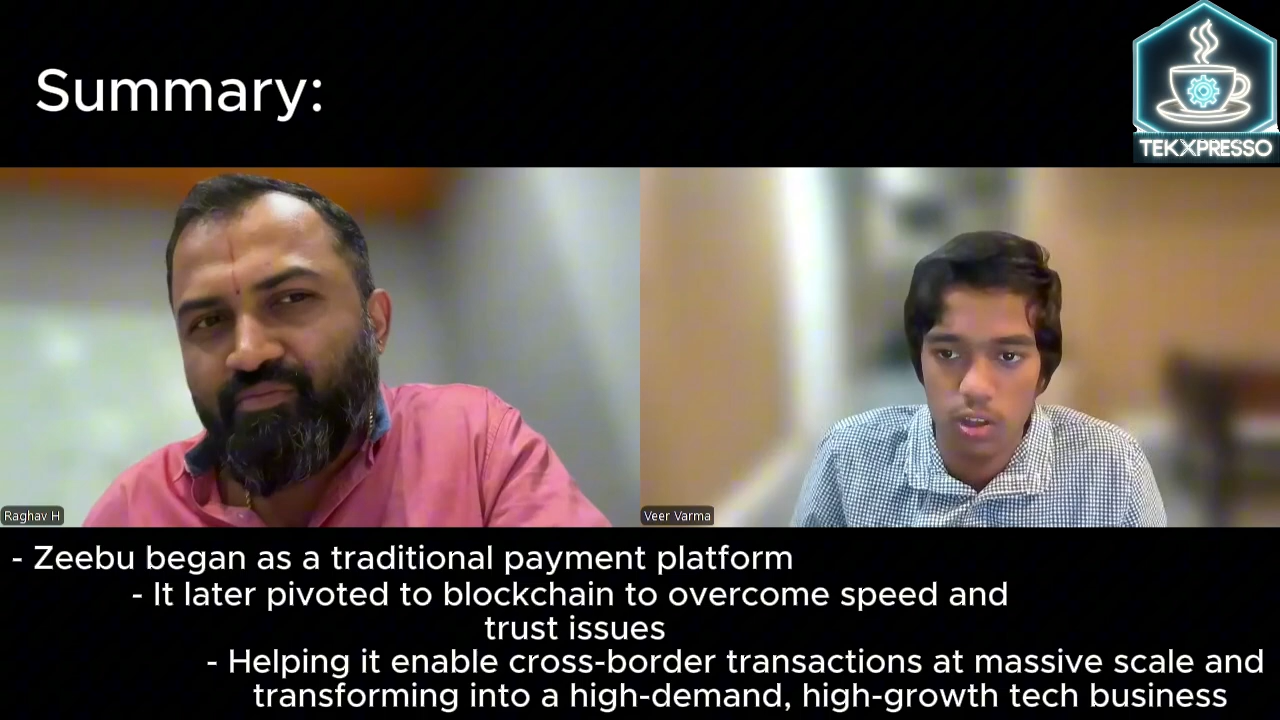 Summary:
TEKXPRESSO
Raghav H
Veer Varma
- Zeebu began as a traditional payment platform
- It later pivoted to blockchain to overcome speed and
trust issues
- Helping it enable cross-border transactions at massive scale and
transforming into a high-demand, high-growth tech business